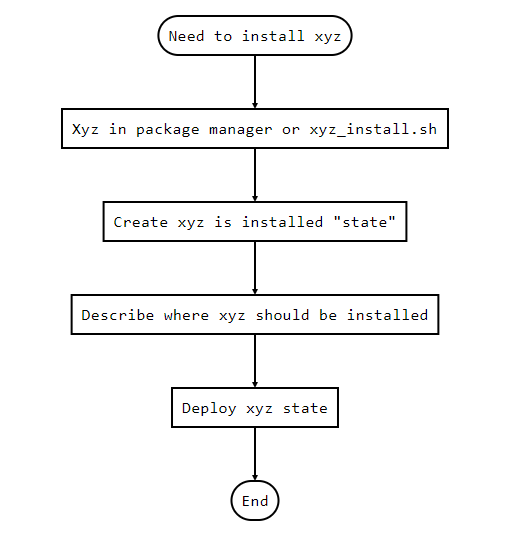 Need to install xyz
Xyz in package manager or xyz_install.sh
Create xyz is installed "state"
Describe where xyz should be installed
Deploy xyz state
End